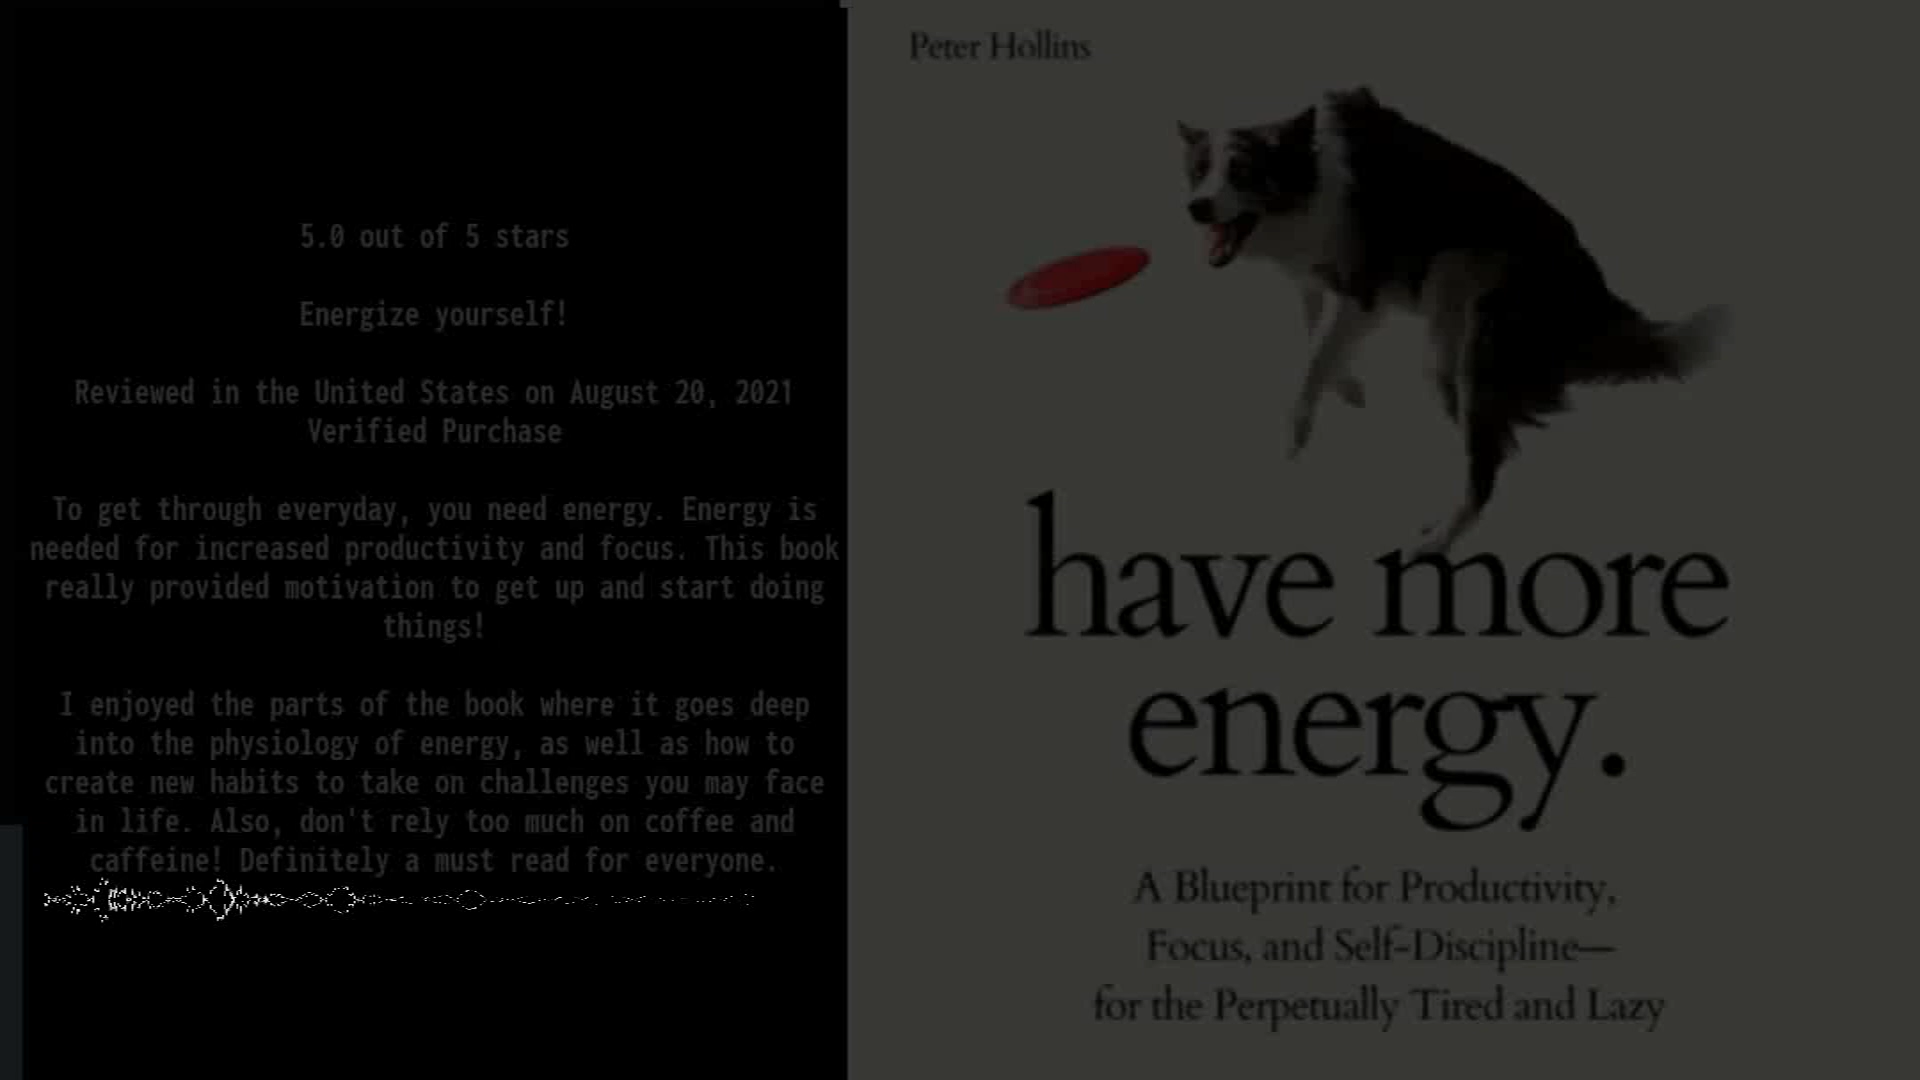 5.0 out of 5 stars
Energize yourself!
Reviewed in the United States on August 20, 2021
Verified Purchase
To get through everyday, you need energy. Energy is
needed for increased productivity and focus. This book
really provided motivation to get up and start doing
things!
I enjoyed the parts of the book where it goes deep
into the physiology of energy, as well as how to
create new habits to take on challenges you may face
in life. Also, don't rely too much on coffee and
caffeine! Definitely a must read for everyone.
Peter Hollins
have more
energy.
A Blueprint for Productivity,
Focus, and Self-Discipline—
for the Perpetually Tired and Lazy